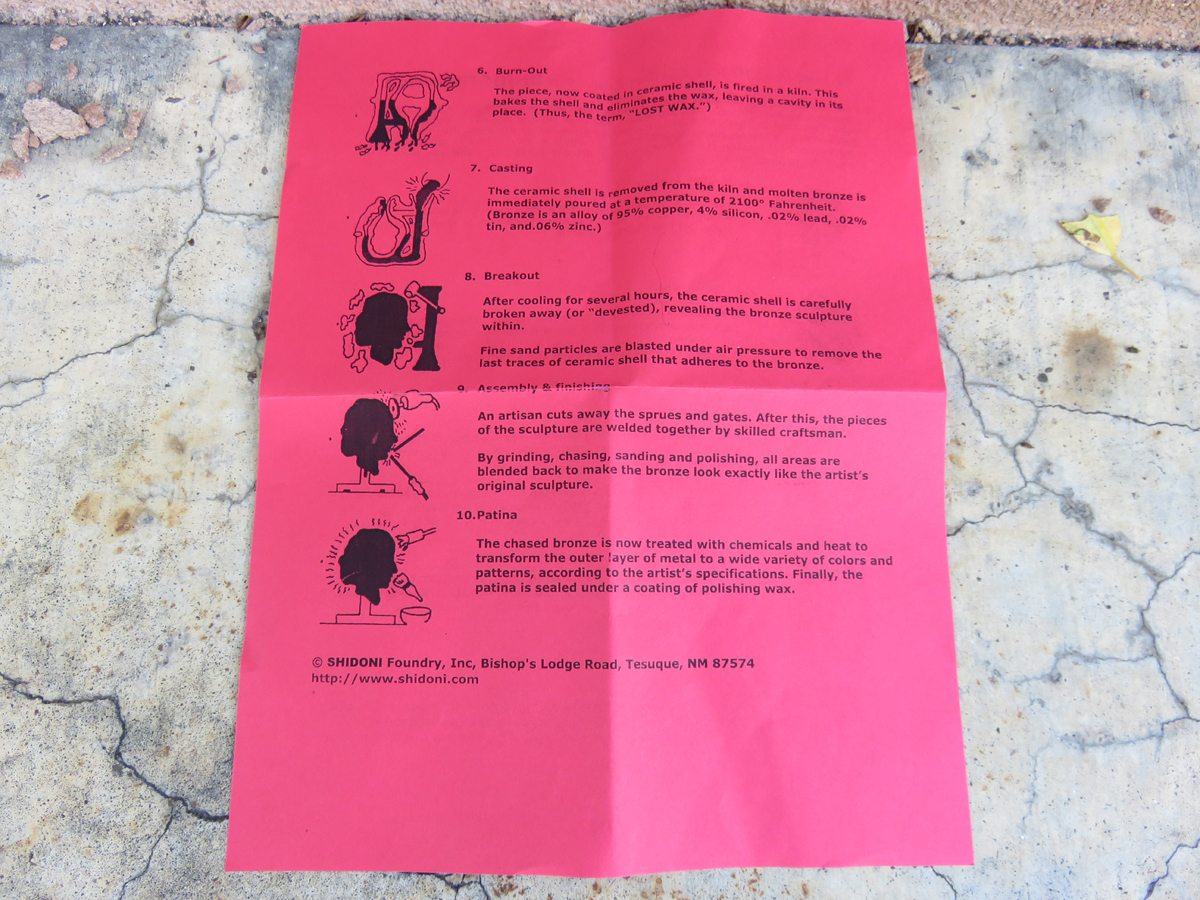 6. Burn-Out
The piece, now coated in ceramic shell, is fired in a kiln. This
bakes the shell and eliminates the wax, leaving a cavity in its
place. (Thus, the term, "LOST WAX.")
7. Casting
The ceramic shell is removed from the kiln and molten bronze is
immediately poured at a temperature of 2100° Fahrenheit.
(Bronze is an alloy of 95% copper, 4% silicon, .02% lead, .02%
tin, and.06% zinc.)
8. Breakout
After cooling for several hours, the ceramic shell is carefully
broken away (or "devested), revealing the bronze sculpture
within.
Fine sand particles are blasted under air pressure to remove the
last traces of ceramic shell that adheres to the bronze.
9. Assembly & finishing
An artisan cuts away the sprues and gates. After this, the pieces
of the sculpture are welded together by skilled craftsman.
By grinding, chasing, sanding and polishing, all areas are
blended back to make the bronze look exactly like the artist's
original sculpture.
10.Patina
The chased bronze is now treated with chemicals and heat to
transform the outer layer of metal to a wide variety of colors and
patterns, according to the artist's specifications. Finally, the
patina is sealed under a coating of polishing wax.
© SHIDONI Foundry, Inc, Bishop's Lodge Road, Tesuque, NM 87574
http://www.shidoni.com